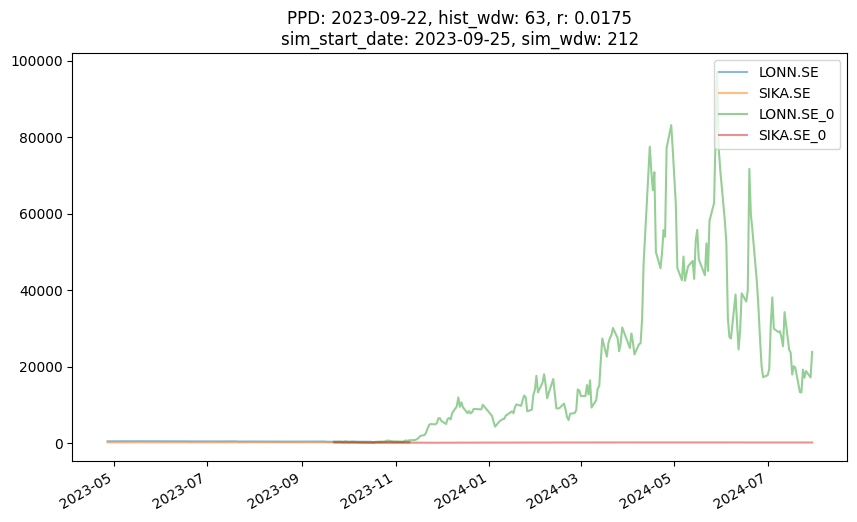 PPD: 2023-09-22, hist_wdw: 63, r: 0.0175
sim_start_date: 2023-09-25, sim_wdw: 212
100000
80000
60000
40000
20000
0
LONN.SE
SIKA.SE
LONN.SE_0
SIKA.SE_0
2023-05
2023-07
2023-09
2023-11
2024-01
2024-03
2024-05
2024-07